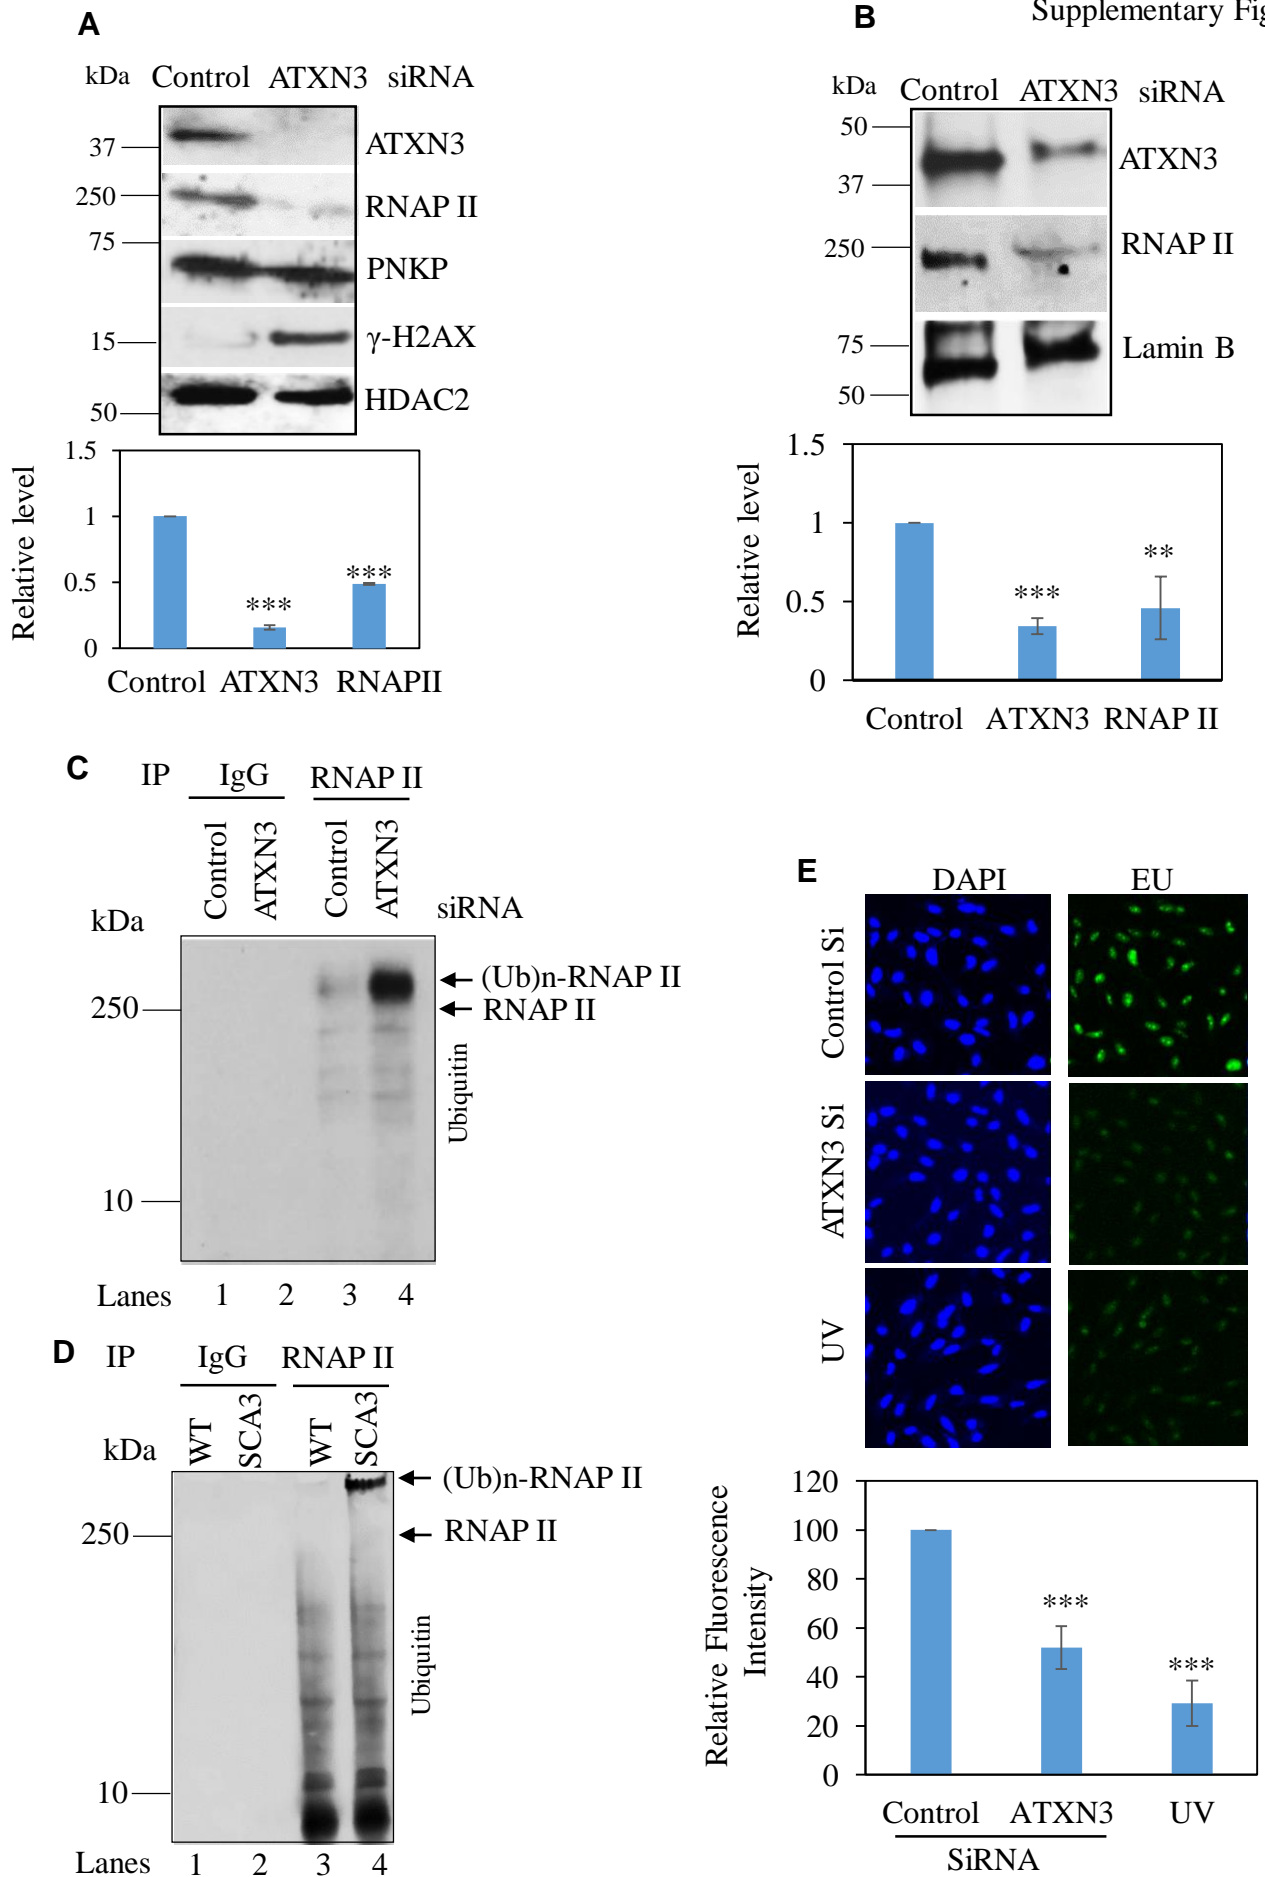 Supplementary Fig
A
kDa Control ATXN3 siRNA
37 ATXN3
250 RNAP II
75 PNKP
15 γ-H2AX
50 HDAC2
Relative level
1.5
1
0.5
0
***
***
Control ATXN3 RNAPII
B
kDa Control ATXN3 siRNA
50
37
ATXN3
250 RNAP II
75
50
Lamin B
Relative level
1.5
1
0.5
0
***
**
Control ATXN3 RNAP II
C
IP IgG RNAP II
Control ATXN3 Control ATXN3 siRNA
kDa
(Ub)n-RNAP II
250 RNAP II
Ubiquitin
10
Lanes 1 2 3 4
D
IP IgG RNAP II
WT SCA3 WT SCA3
kDa
(Ub)n-RNAP II
250 RNAP II
Ubiquitin
10
Lanes 1 2 3 4
E
DAPI EU
Control Si
ATXN3 Si
UV
Relative Fluorescence
Intensity
120
100
80
60
40
20
0
***
***
Control ATXN3 UV
SiRNA